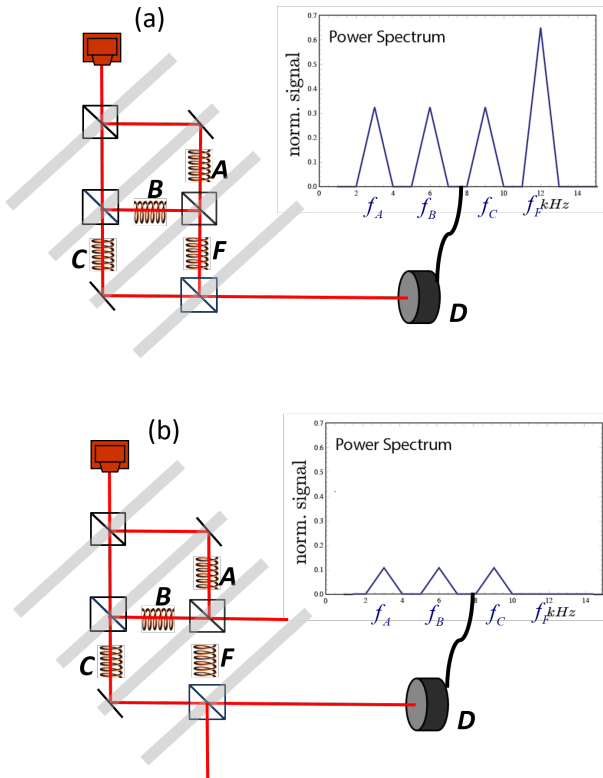 (a)
A
B
C
F
D
Power Spectrum
norm. signal
0.7
0.6
0.5
0.4
0.3
0.2
0.1
0.0
0 2 4 6 8 10 12 14
f_A f_B f_C f_F kHz
(b)
A
B
C
F
D
Power Spectrum
norm. signal
0.7
0.6
0.5
0.4
0.3
0.2
0.1
0.0
0 2 4 6 8 10 12 14
f_A f_B f_C f_F kHz